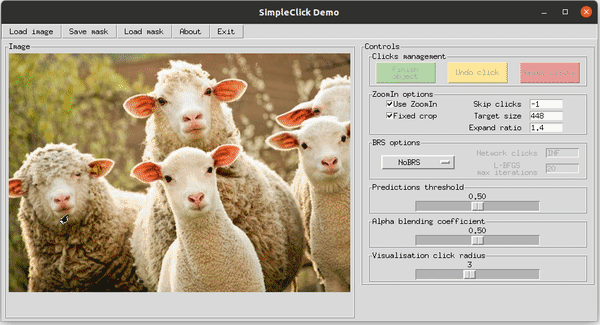 SimpleClick Demo
Load image Save mask Load mask About Exit
Image
Controls
Clicks management
Finish object
Undo click
Reset clicks
ZoomIn options
Use ZoomIn Skip clicks -1
Fixed crop Target size 448
Expand ratio 1.4
BRS options
NoBRS
Network clicks INF
L-BFGS
max iterations 20
Predictions threshold
0.50
Alpha blending coefficient
0.50
Visualisation click radius
3